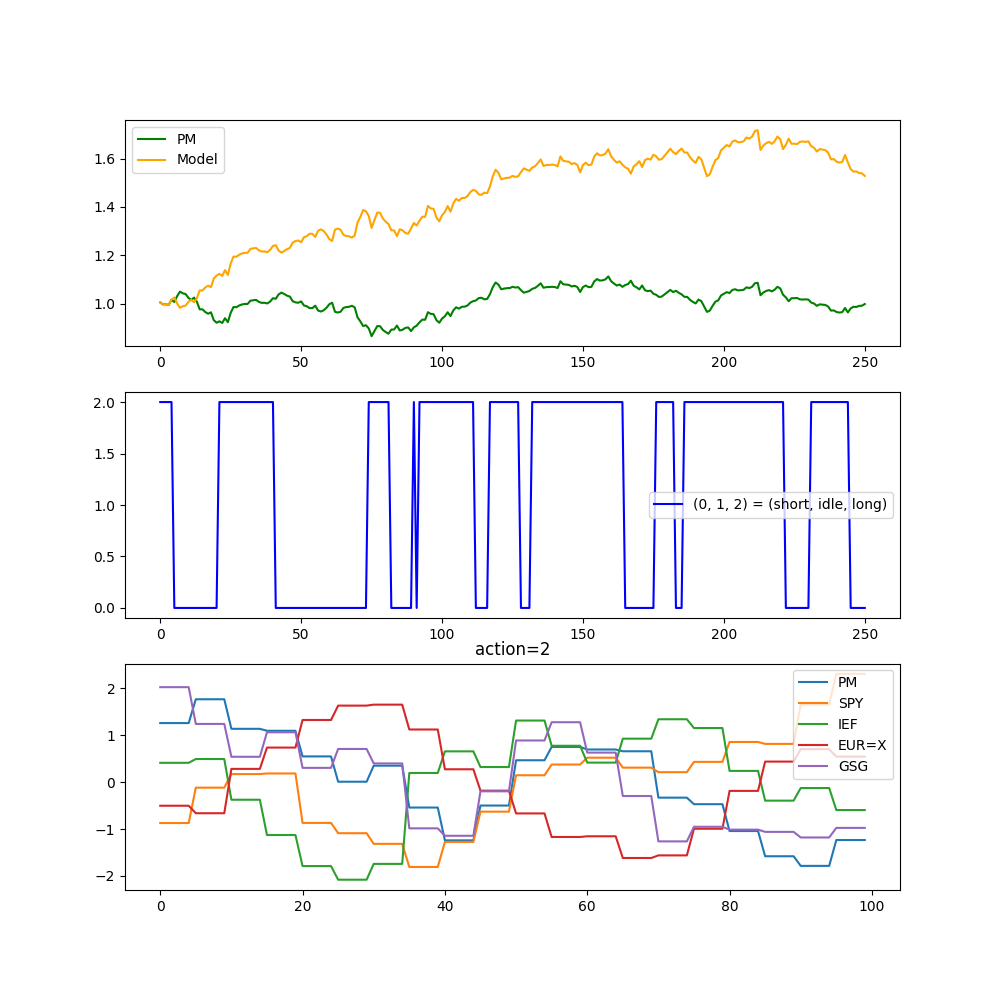 PM
Model
1.6
1.4
1.2
1.0
0 50 100 150 200 250
2.0
1.5
1.0
0.5
0.0
(0, 1, 2) = (short, idle, long)
0 50 100 150 200 250
action=2
2
1
0
−1
−2
PM
SPY
IEF
EUR=X
GSG
0 20 40 60 80 100